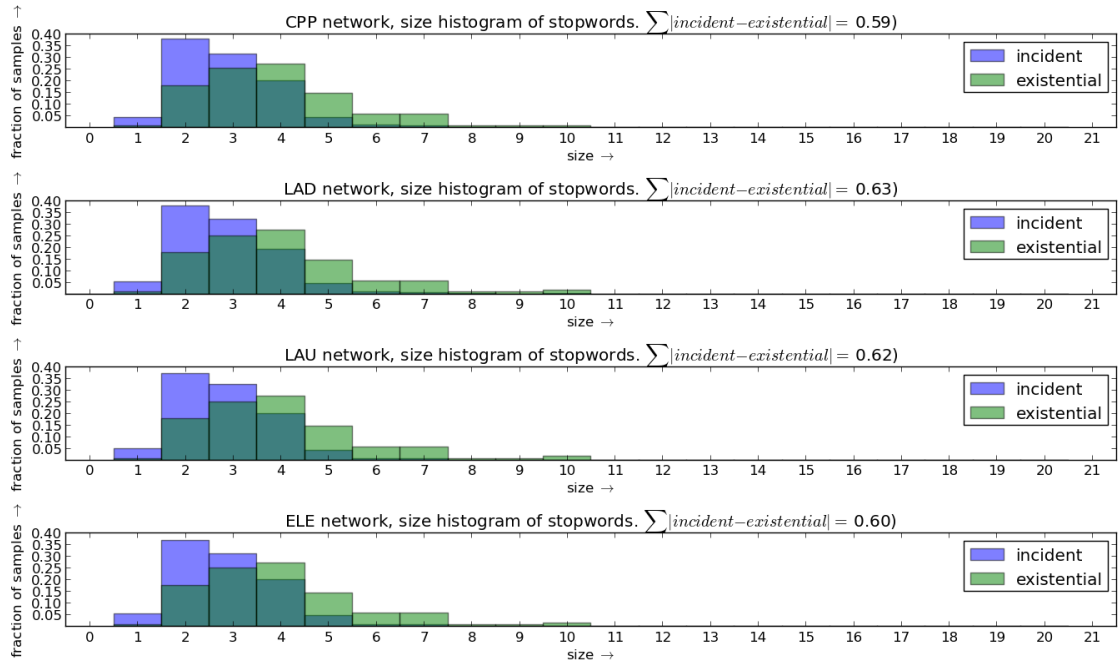 CPP network, size histogram of stopwords. ∑|incident−existential| = 0.59)
fraction of samples →
0.40
0.35
0.30
0.25
0.20
0.15
0.10
0.05
incident
existential
0 1 2 3 4 5 6 7 8 9 10 11 12 13 14 15 16 17 18 19 20 21
size →
LAD network, size histogram of stopwords. ∑|incident−existential| = 0.63)
fraction of samples →
0.40
0.35
0.30
0.25
0.20
0.15
0.10
0.05
incident
existential
0 1 2 3 4 5 6 7 8 9 10 11 12 13 14 15 16 17 18 19 20 21
size →
LAU network, size histogram of stopwords. ∑|incident−existential| = 0.62)
fraction of samples →
0.40
0.35
0.30
0.25
0.20
0.15
0.10
0.05
incident
existential
0 1 2 3 4 5 6 7 8 9 10 11 12 13 14 15 16 17 18 19 20 21
size →
ELE network, size histogram of stopwords. ∑|incident−existential| = 0.60)
fraction of samples →
0.40
0.35
0.30
0.25
0.20
0.15
0.10
0.05
incident
existential
0 1 2 3 4 5 6 7 8 9 10 11 12 13 14 15 16 17 18 19 20 21
size →